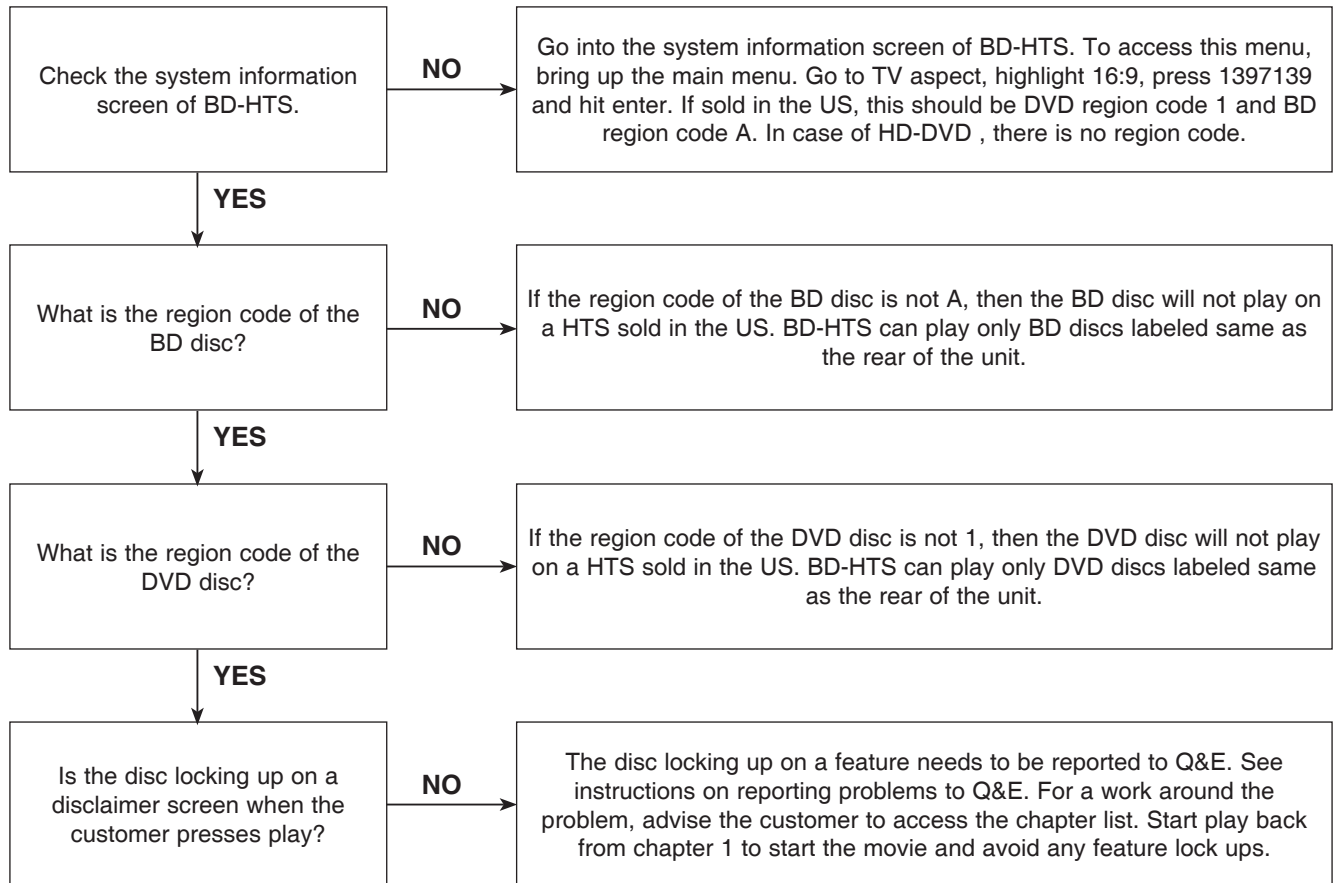 Check the system information
screen of BD-HTS.
NO
Go into the system information screen of BD-HTS. To access this menu,
bring up the main menu. Go to TV aspect, highlight 16:9, press 1397139
and hit enter. If sold in the US, this should be DVD region code 1 and BD
region code A. In case of HD-DVD , there is no region code.
YES
What is the region code of the
BD disc?
NO
If the region code of the BD disc is not A, then the BD disc will not play on
a HTS sold in the US. BD-HTS can play only BD discs labeled same as
the rear of the unit.
YES
What is the region code of the
DVD disc?
NO
If the region code of the DVD disc is not 1, then the DVD disc will not play
on a HTS sold in the US. BD-HTS can play only DVD discs labeled same
as the rear of the unit.
YES
Is the disc locking up on a
disclaimer screen when the
customer presses play?
NO
The disc locking up on a feature needs to be reported to Q&E. See
instructions on reporting problems to Q&E. For a work around the
problem, advise the customer to access the chapter list. Start play back
from chapter 1 to start the movie and avoid any feature lock ups.